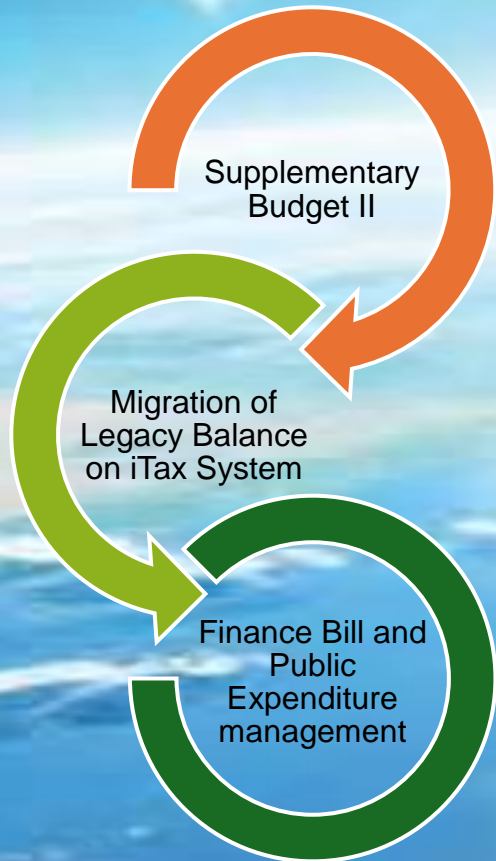 Supplementary
Budget II
Migration of
Legacy Balance
on iTax System
Finance Bill and
Public
Expenditure
management